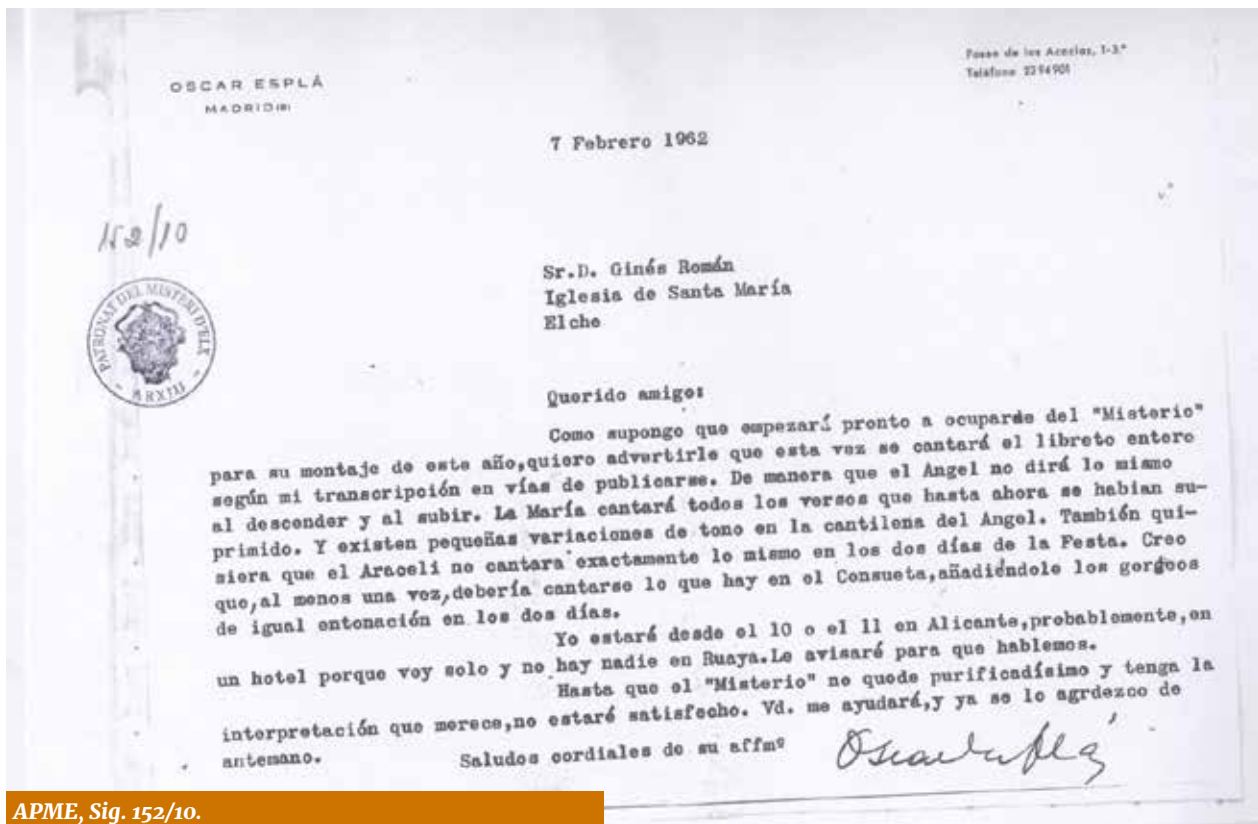 OSCAR ESPLÁ
MADRID(8)
Paseo de las Acacias, 1-3.º
Teléfono 2394901
7 Febrero 1962
152/10
PATRONAT DEL MISTERI D'ELX
- ARXIU -
Sr.D. Ginés Román
Iglesia de Santa María
Elche
Querido amigo:
Como supongo que empezará pronto a ocuparse del "Misterio"
para su montaje de este año,quiero advertirle que esta vez se cantará el libreto entero
según mi transcripción en vías de publicarse. De manera que el Angel no dirá lo mismo
al descender y al subir. La María cantará todos los versos que hasta ahora se habian su-
primido. Y existen pequeñas variaciones de tono en la cantilena del Angel. También qui-
siera que el Araceli no cantara exactamente lo mismo en los dos días de la Festa. Creo
que,al menos una vez,debería cantarse lo que hay en el Consueta,añadiéndole los gorgeos
de igual entonación en los dos días.
Yo estaré desde el 10 o el 11 en Alicante,probablemente,en
un hotel porque voy solo y no hay nadie en Ruaya.Le avisaré para que hablemos.
Hasta que el "Misterio" no quede purificadísimo y tenga la
interpretación que merece,no estaré satisfecho. Vd. me ayudará,y ya se lo agrdezco de
antemano.
Saludos cordiales de su affmº
Oscar Esplá
APME, Sig. 152/10.